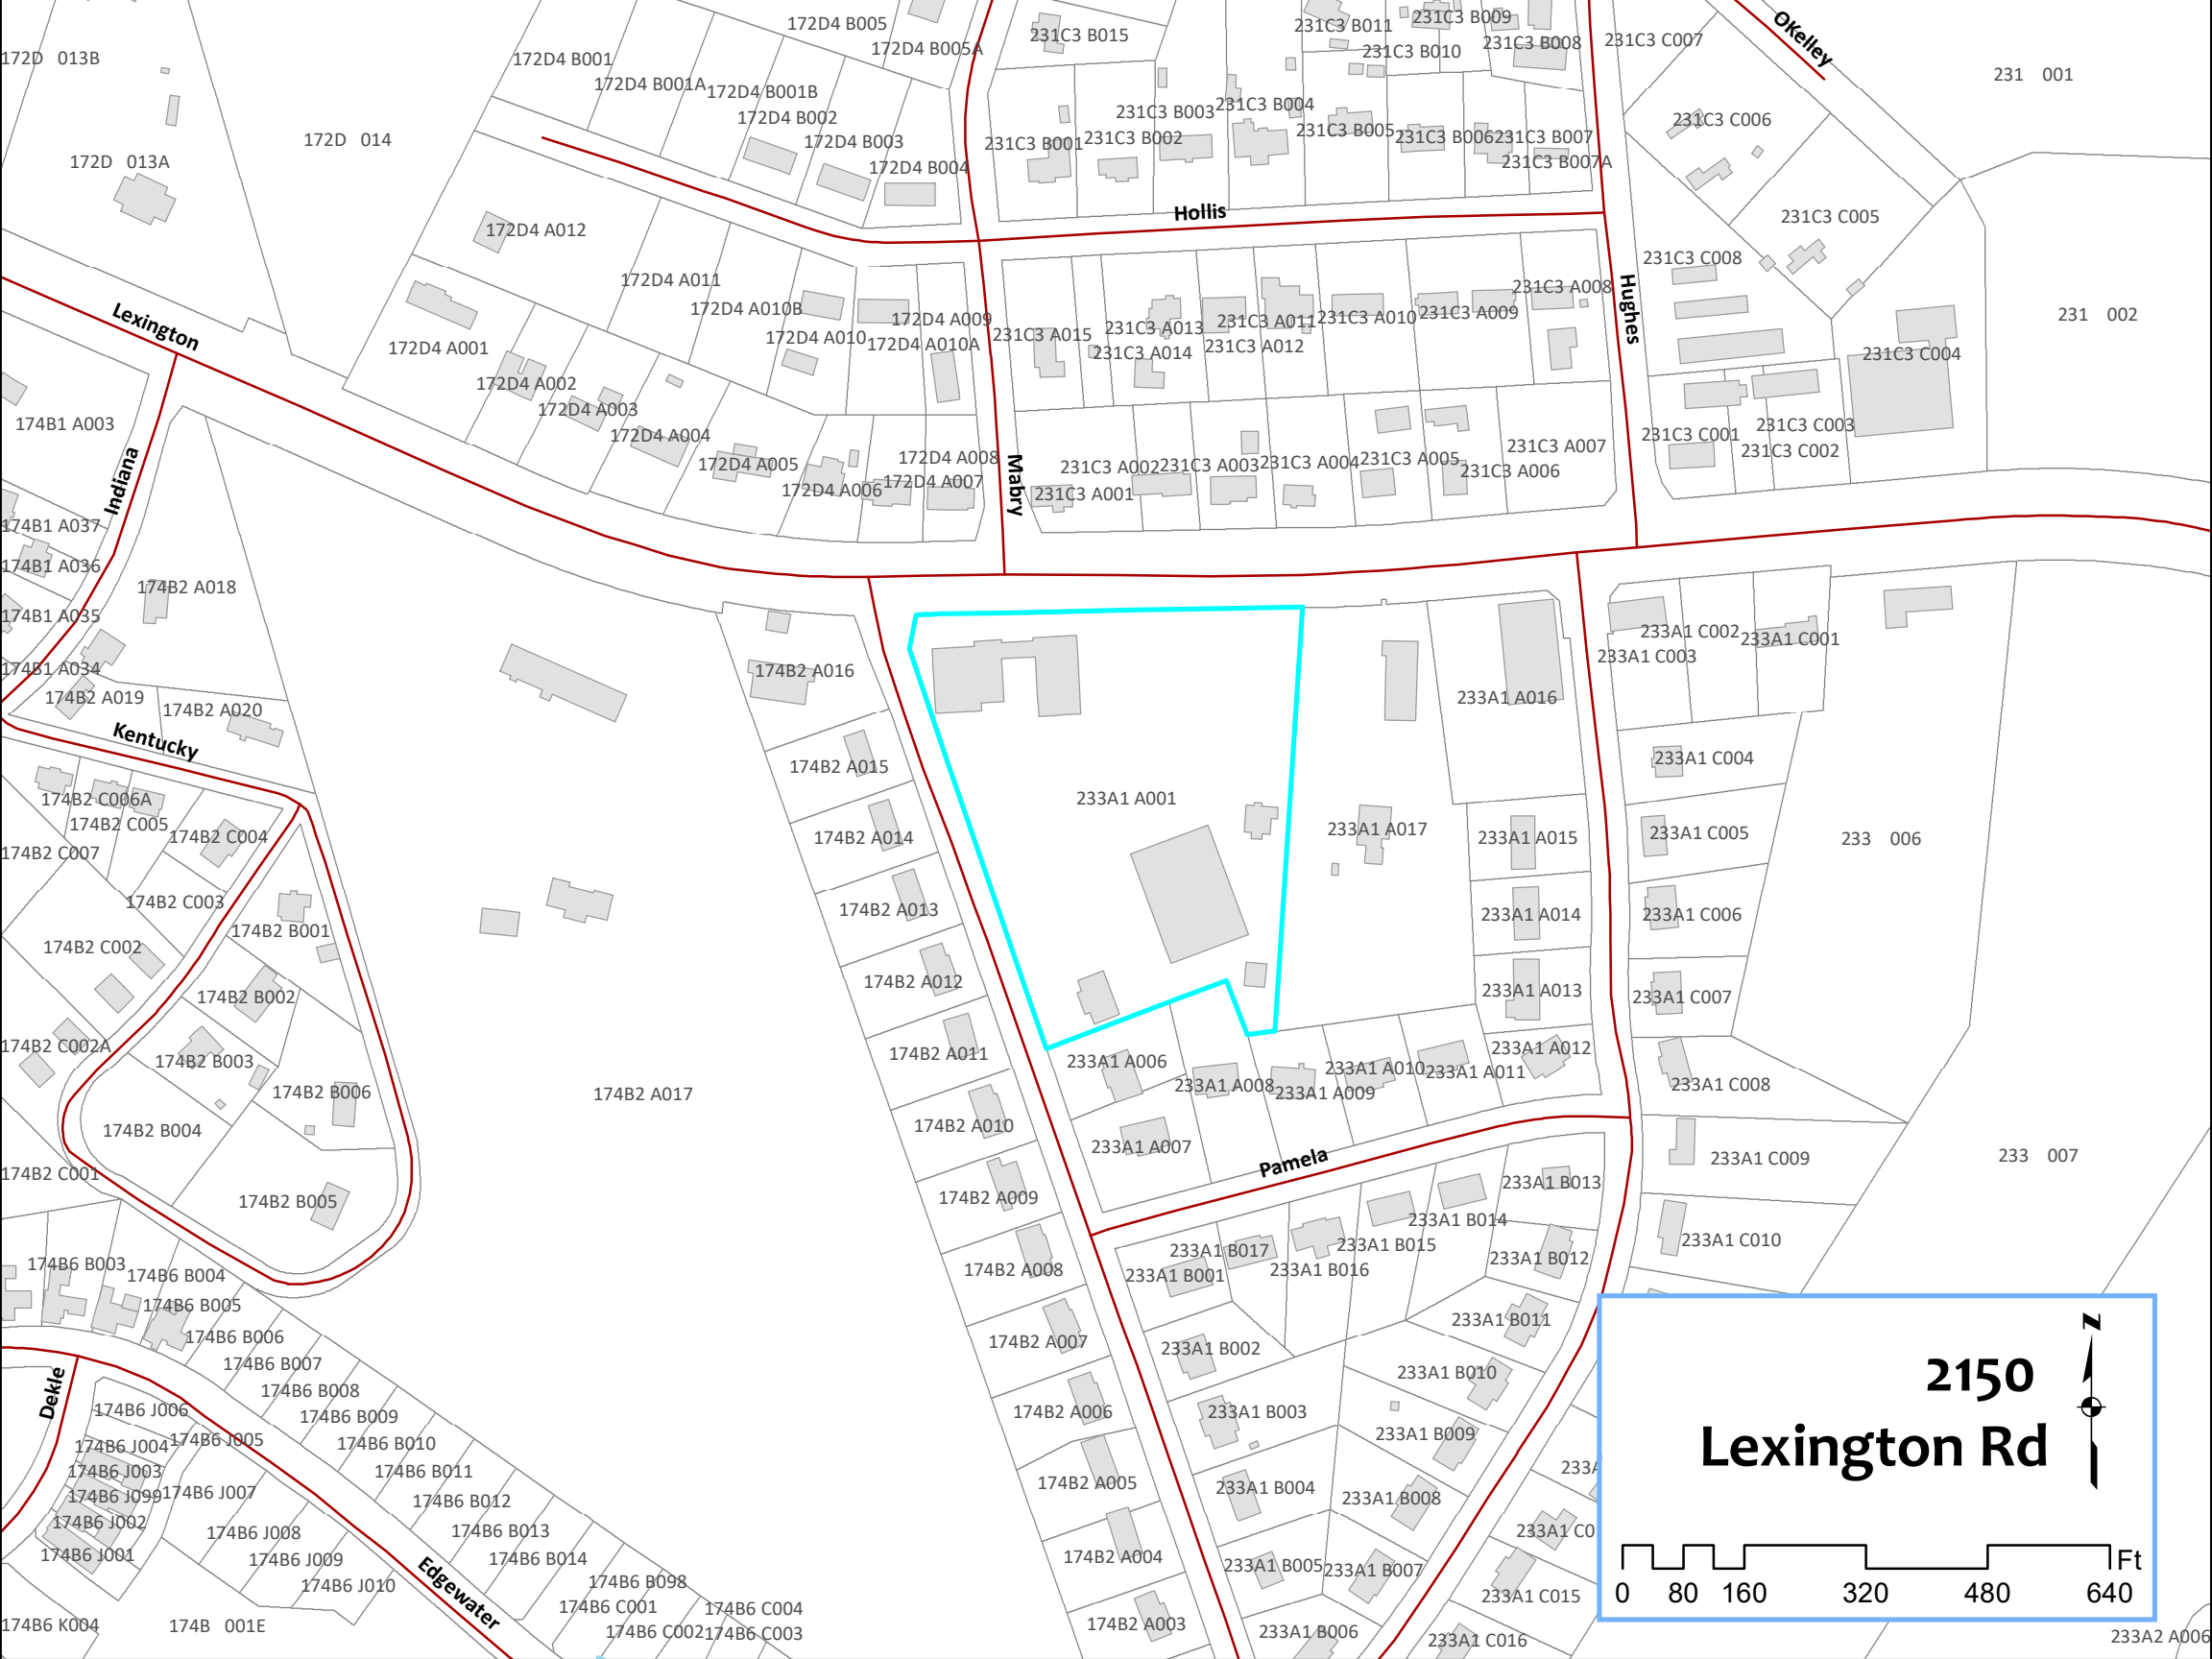 172D 013B
172D 013A
172D 014
172D4 B001
172D4 B001A
172D4 B001B
172D4 B002
172D4 B003
172D4 B004
172D4 B005
172D4 B005A
231C3 B015
231C3 B011
231C3 B009
231C3 B010
231C3 B008
231C3 C007
OKelley
231 001
231C3 B003
231C3 B004
231C3 B001
231C3 B002
231C3 B005
231C3 B006
231C3 B007
231C3 B007A
231C3 C006
231C3 C005
Hollis
172D4 A012
172D4 A011
172D4 A010B
172D4 A010
172D4 A009
172D4 A010A
Lexington
172D4 A001
172D4 A002
172D4 A003
172D4 A004
172D4 A005
172D4 A006
172D4 A008
172D4 A007
231C3 A015
231C3 A013
231C3 A014
231C3 A011
231C3 A012
231C3 A010
231C3 A009
231C3 A008
Hughes
231C3 C008
231 002
231C3 C004
231C3 C003
231C3 C001
231C3 C002
Mabry
231C3 A002
231C3 A001
231C3 A003
231C3 A004
231C3 A005
231C3 A006
231C3 A007
174B1 A003
Indiana
174B1 A037
174B1 A036
174B1 A035
174B1 A034
174B2 A018
174B2 A019
174B2 A020
Kentucky
174B2 A016
174B2 A015
174B2 A014
174B2 A013
174B2 A012
174B2 A011
174B2 A010
174B2 A009
174B2 A008
174B2 A007
174B2 A006
174B2 A005
174B2 A004
174B2 A003
174B2 A017
233A1 A001
233A1 A017
233A1 A016
233A1 A015
233A1 A014
233A1 A013
233A1 A012
233A1 C002
233A1 C001
233A1 C003
233A1 C004
233A1 C005
233A1 C006
233A1 C007
233A1 C008
233A1 C009
233A1 C010
233 006
233 007
174B2 C006A
174B2 C005
174B2 C004
174B2 C007
174B2 C003
174B2 C002
174B2 C002A
174B2 C001
174B2 B001
174B2 B002
174B2 B003
174B2 B006
174B2 B004
174B2 B005
233A1 A006
233A1 A008
233A1 A010
233A1 A009
233A1 A011
233A1 A007
Pamela
233A1 B013
233A1 B014
233A1 B017
233A1 B015
233A1 B001
233A1 B016
233A1 B012
233A1 B011
233A1 B002
233A1 B010
233A1 B003
233A1 B009
233A1 B004
233A1 B008
233A1 B005
233A1 B007
233A1 B006
233A
233A1 C0
233A1 C015
233A1 C016
233A2 A006
174B6 B003
174B6 B004
174B6 B005
174B6 B006
174B6 B007
174B6 B008
174B6 B009
174B6 B010
174B6 B011
174B6 B012
174B6 B013
174B6 B014
174B6 B098
Dekle
174B6 J006
174B6 J005
174B6 J004
174B6 J003
174B6 J099
174B6 J007
174B6 J002
174B6 J008
174B6 J001
174B6 J009
174B6 J010
Edgewater
174B6 K004
174B 001E
174B6 C001
174B6 C004
174B6 C002
174B6 C003
2150
Lexington Rd
N
Ft
0 80 160 320 480 640